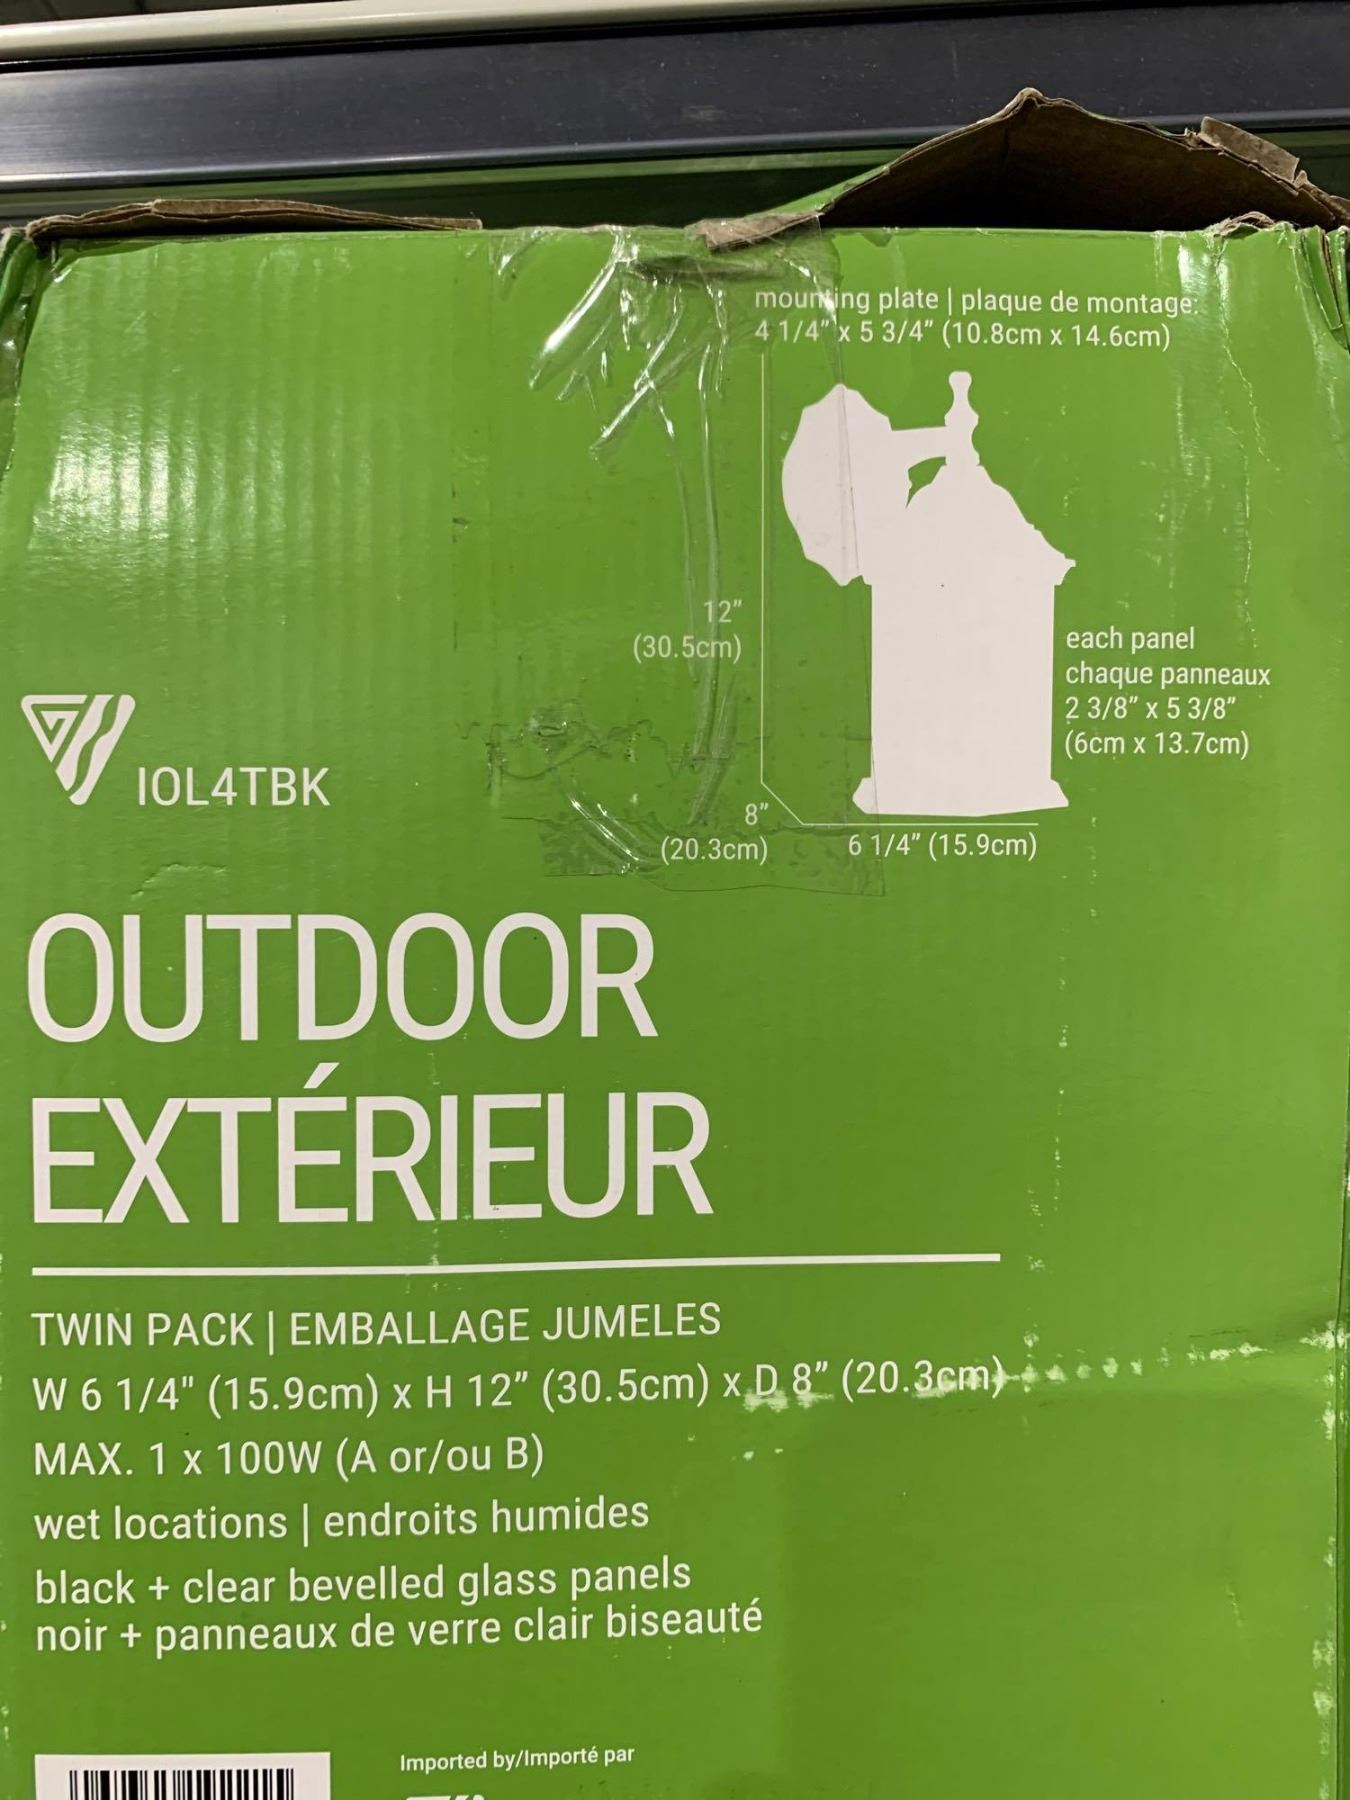 mounting plate | plaque de montage:
4 1/4” x 5 3/4” (10.8cm x 14.6cm)
12”
(30.5cm)
each panel
chaque panneaux
2 3/8” x 5 3/8”
(6cm x 13.7cm)
IOL4TBK
8”
(20.3cm)
6 1/4” (15.9cm)
OUTDOOR
EXTÉRIEUR
TWIN PACK | EMBALLAGE JUMELES
W 6 1/4" (15.9cm) x H 12” (30.5cm) x D 8” (20.3cm)
MAX. 1 x 100W (A or/ou B)
wet locations | endroits humides
black + clear bevelled glass panels
noir + panneaux de verre clair biseauté
Imported by/Importé par